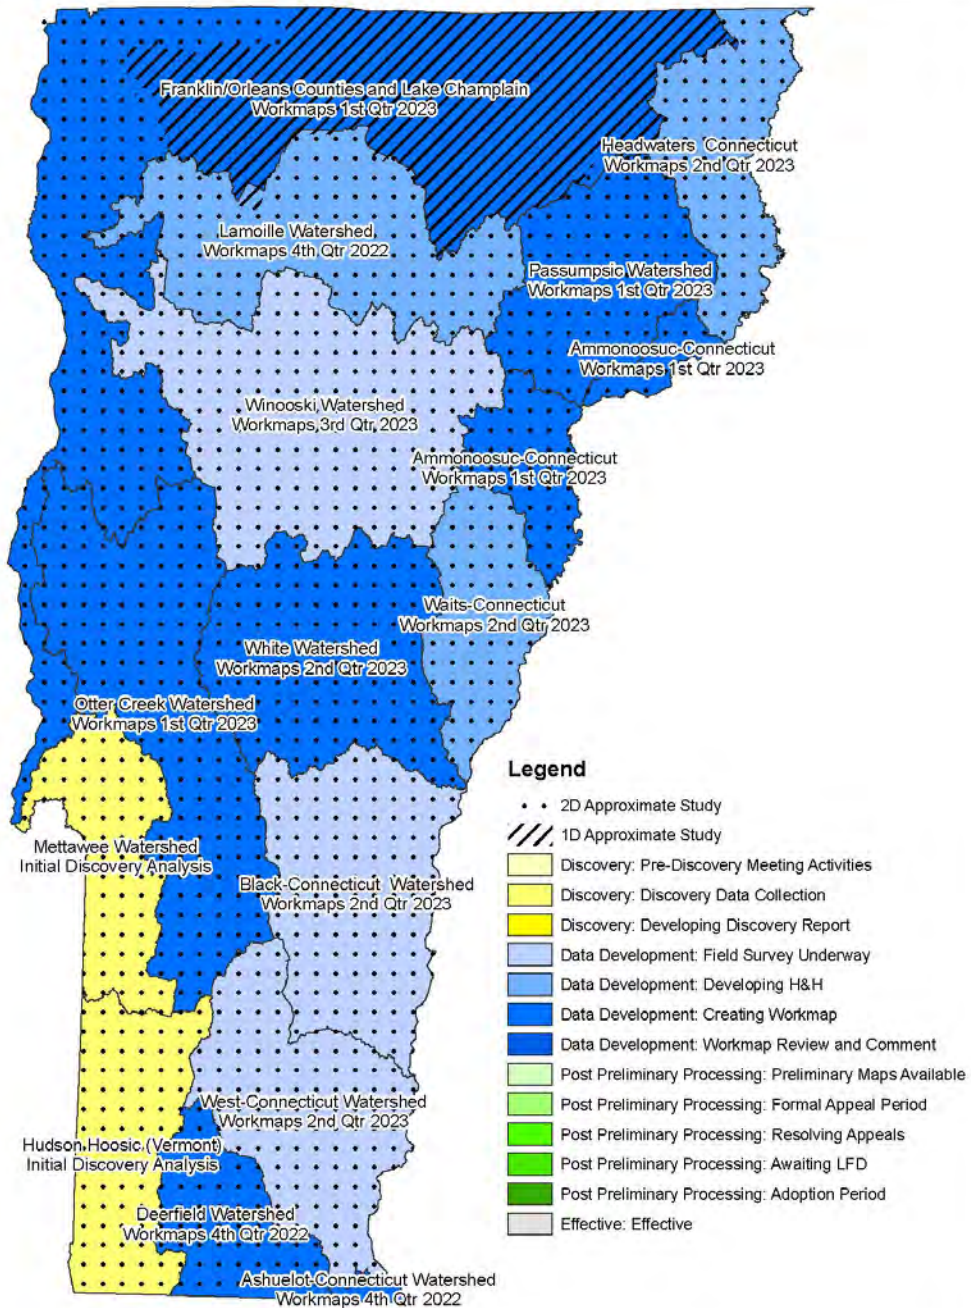 Franklin/Orleans Counties and Lake Champlain
Workmaps 1st Qtr 2023
Headwaters Connecticut
Workmaps 2nd Qtr 2023
Lamoille Watershed
Workmaps 4th Qtr 2022
Passumpsic Watershed
Workmaps 1st Qtr 2023
Ammonoosuc-Connecticut
Workmaps 1st Qtr 2023
Winooski Watershed
Workmaps 3rd Qtr 2023
Ammonoosuc-Connecticut
Workmaps 1st Qtr 2023
Waits-Connecticut
Workmaps 2nd Qtr 2023
White Watershed
Workmaps 2nd Qtr 2023
Otter Creek Watershed
Workmaps 1st Qtr 2023
Mettawee Watershed
Initial Discovery Analysis
Black-Connecticut Watershed
Workmaps 2nd Qtr 2023
West-Connecticut Watershed
Workmaps 2nd Qtr 2023
Hudson Hoosic (Vermont)
Initial Discovery Analysis
Deerfield Watershed
Workmaps 4th Qtr 2022
Ashuelot-Connecticut Watershed
Workmaps 4th Qtr 2022
Legend
2D Approximate Study
1D Approximate Study
Discovery: Pre-Discovery Meeting Activities
Discovery: Discovery Data Collection
Discovery: Developing Discovery Report
Data Development: Field Survey Underway
Data Development: Developing H&H
Data Development: Creating Workmap
Data Development: Workmap Review and Comment
Post Preliminary Processing: Preliminary Maps Available
Post Preliminary Processing: Formal Appeal Period
Post Preliminary Processing: Resolving Appeals
Post Preliminary Processing: Awaiting LFD
Post Preliminary Processing: Adoption Period
Effective: Effective